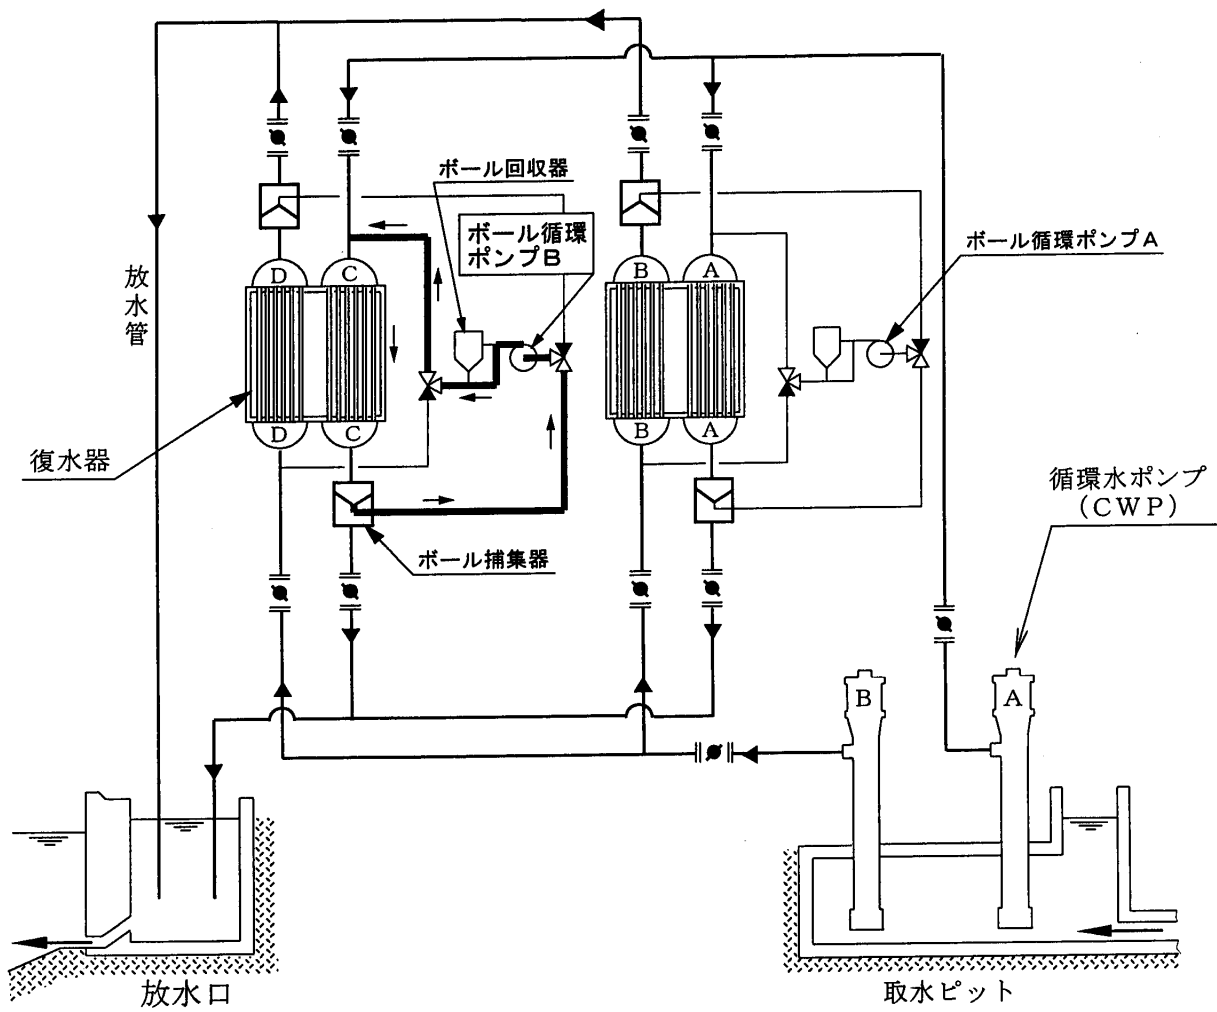 ボール回収器
ボール循環
ポンプB
ボール循環ポンプA
放水管
D
C
B
A
D
C
B
A
復水器
ボール捕集器
循環水ポンプ
(CWP)
B
A
放水口
取水ピット